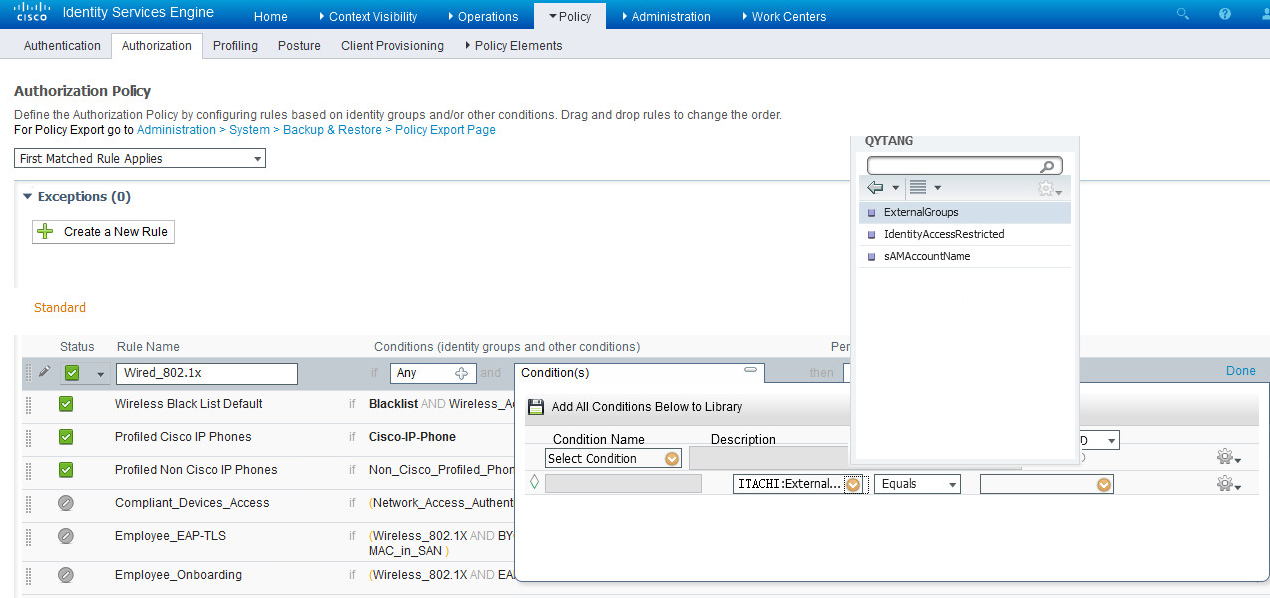 CISCO Identity Services Engine Home Context Visibility Operations Policy Administration Work Centers
Authentication Authorization Profiling Posture Client Provisioning Policy Elements
Authorization Policy
Define the Authorization Policy by configuring rules based on identity groups and/or other conditions. Drag and drop rules to change the order.
For Policy Export go to Administration > System > Backup & Restore > Policy Export Page
First Matched Rule Applies
Exceptions (0)
Create a New Rule
Standard
Status Rule Name Conditions (identity groups and other conditions) Per
Wired_802.1x if Any and Condition(s) then Done
Wireless Black List Default if Blacklist AND Wireless_A
Profiled Cisco IP Phones if Cisco-IP-Phone
Profiled Non Cisco IP Phones if Non_Cisco_Profiled_Phon
Compliant_Devices_Access if (Network_Access_Authent
Employee_EAP-TLS if (Wireless_802.1X AND BY
MAC_in_SAN )
Employee_Onboarding if (Wireless_802.1X AND EA
QYTANG
ExternalGroups
IdentityAccessRestricted
sAMAccountName
Add All Conditions Below to Library
Condition Name Description
Select Condition
D
ITACHI:External... Equals